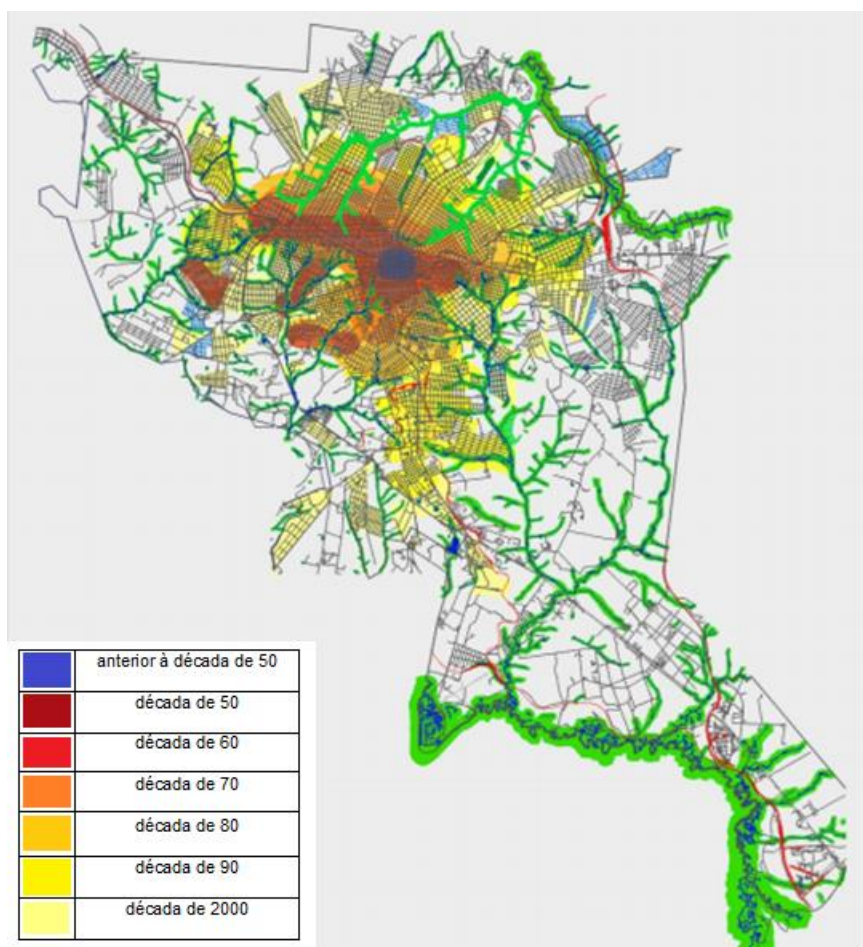 anterior à década de 50
década de 50
década de 60
década de 70
década de 80
década de 90
década de 2000